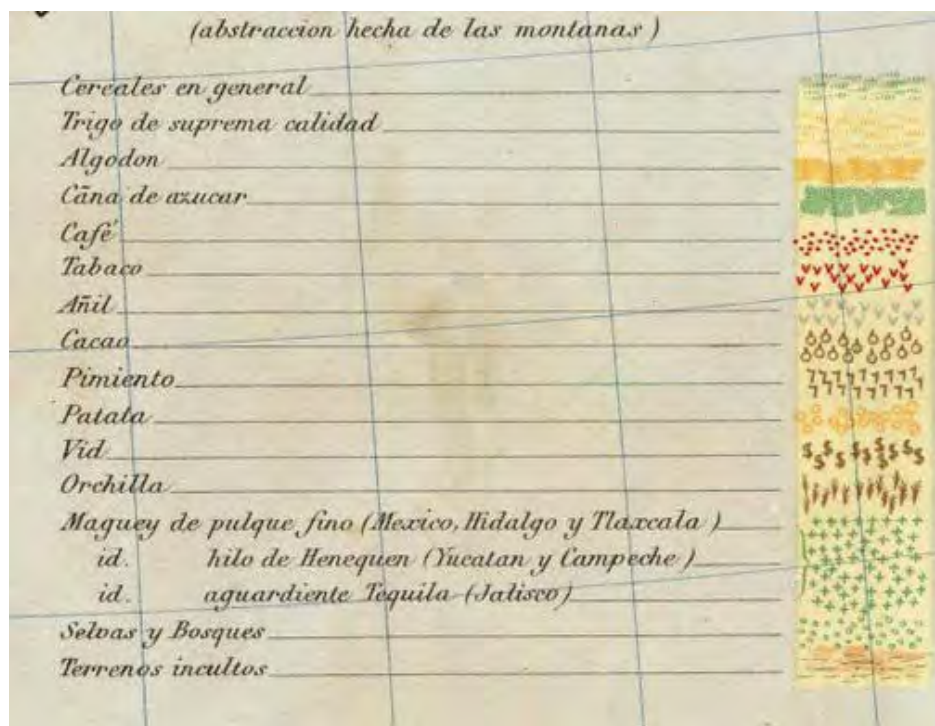 (abstraccion hecha de las montanas)
Cereales en general
Trigo de suprema calidad
Algodon
Cãna de azucar
Café
Tabaco
Añil
Cacao
Pimiento
Patata
Vid
Orchilla
Maguey de pulque fino (Mexico, Hidalgo y Tlaxcala)
id. hilo de Henequen (Yucatan y Campeche)
id. aguardiente Tequila (Jalisco)
Selvas y Bosques
Terrenos incultos